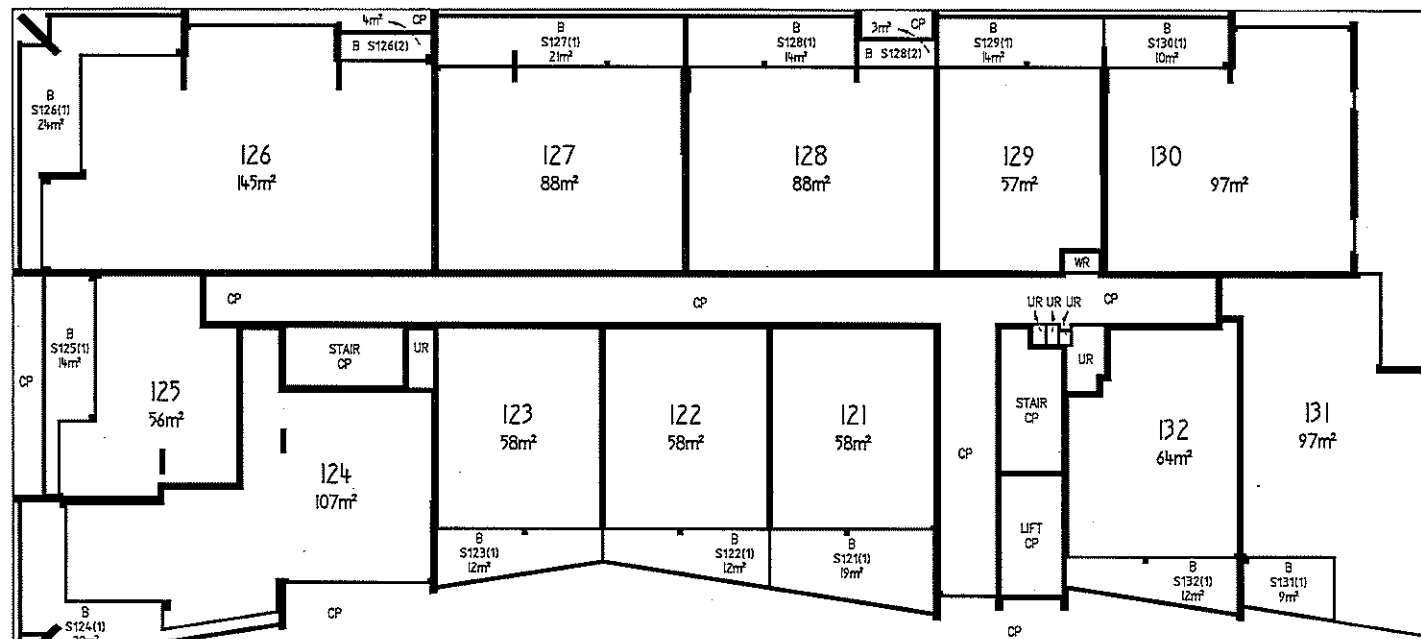 4m²
CP
B S126(2)
B
S127(1)
21m²
B
S128(1)
14m²
3m²
CP
B S128(2)
B
S129(1)
14m²
B
S130(1)
10m²
B
S126(1)
24m²
126
145m²
127
88m²
128
88m²
129
57m²
130
97m²
WR
CP
CP
UR UR UR
CP
CP
B
S125(1)
14m²
125
56m²
STAIR
CP
UR
124
107m²
123
58m²
122
58m²
121
58m²
CP
STAIR
CP
UR
LIFT
CP
132
64m²
131
97m²
B
S123(1)
12m²
B
S122(1)
12m²
B
S121(1)
19m²
B
S132(1)
12m²
B
S131(1)
9m²
B
S124(1)
CP
CP